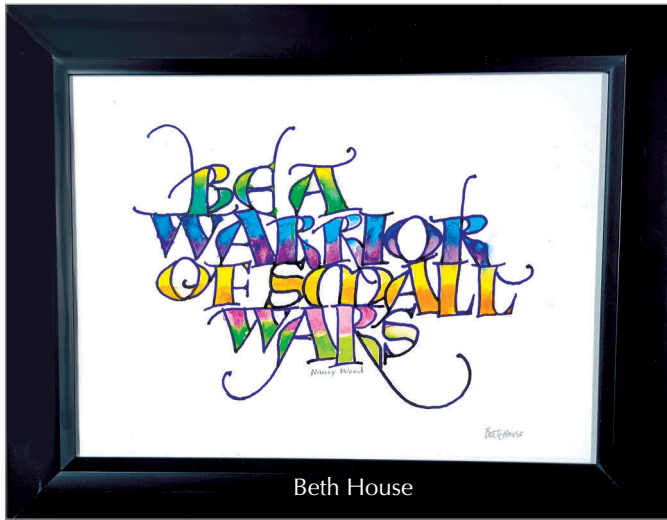 BE A
WARRIOR
OF SMALL
WARS
Nancy Wood
Beth House
Beth House